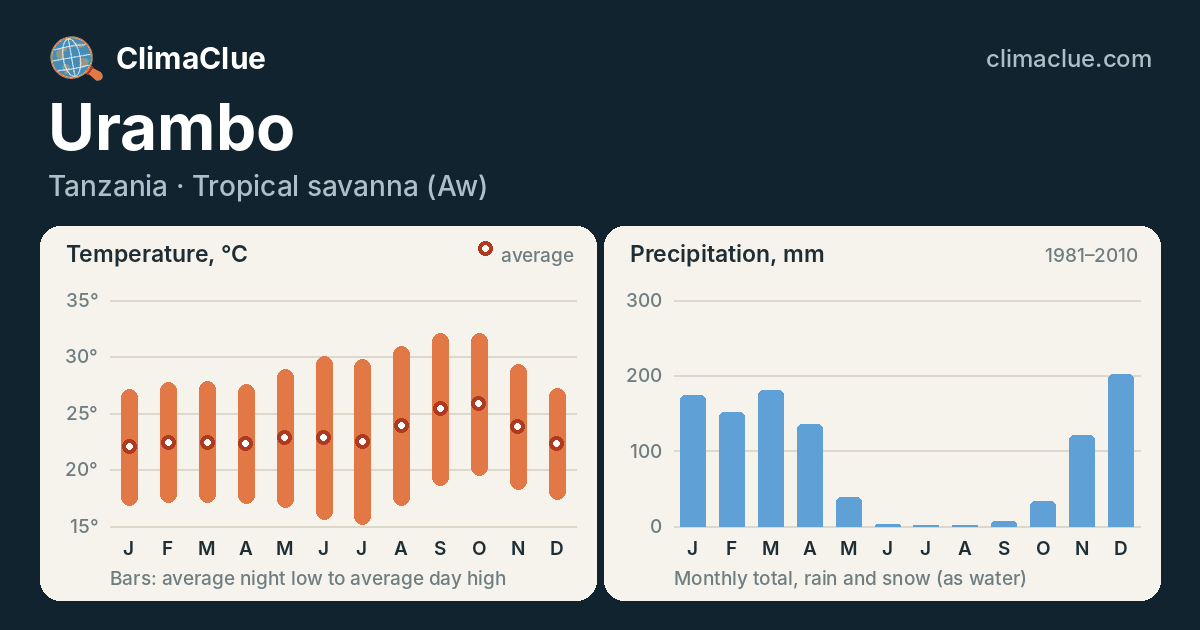 ClimaClue
climaclue.com
Urambo
Tanzania · Tropical savanna (Aw)
Temperature, °C
average
35°
30°
25°
20°
15°
J F M A M J J A S O N D
Bars: average night low to average day high
Precipitation, mm
1981–2010
300
200
100
0
J F M A M J J A S O N D
Monthly total, rain and snow (as water)